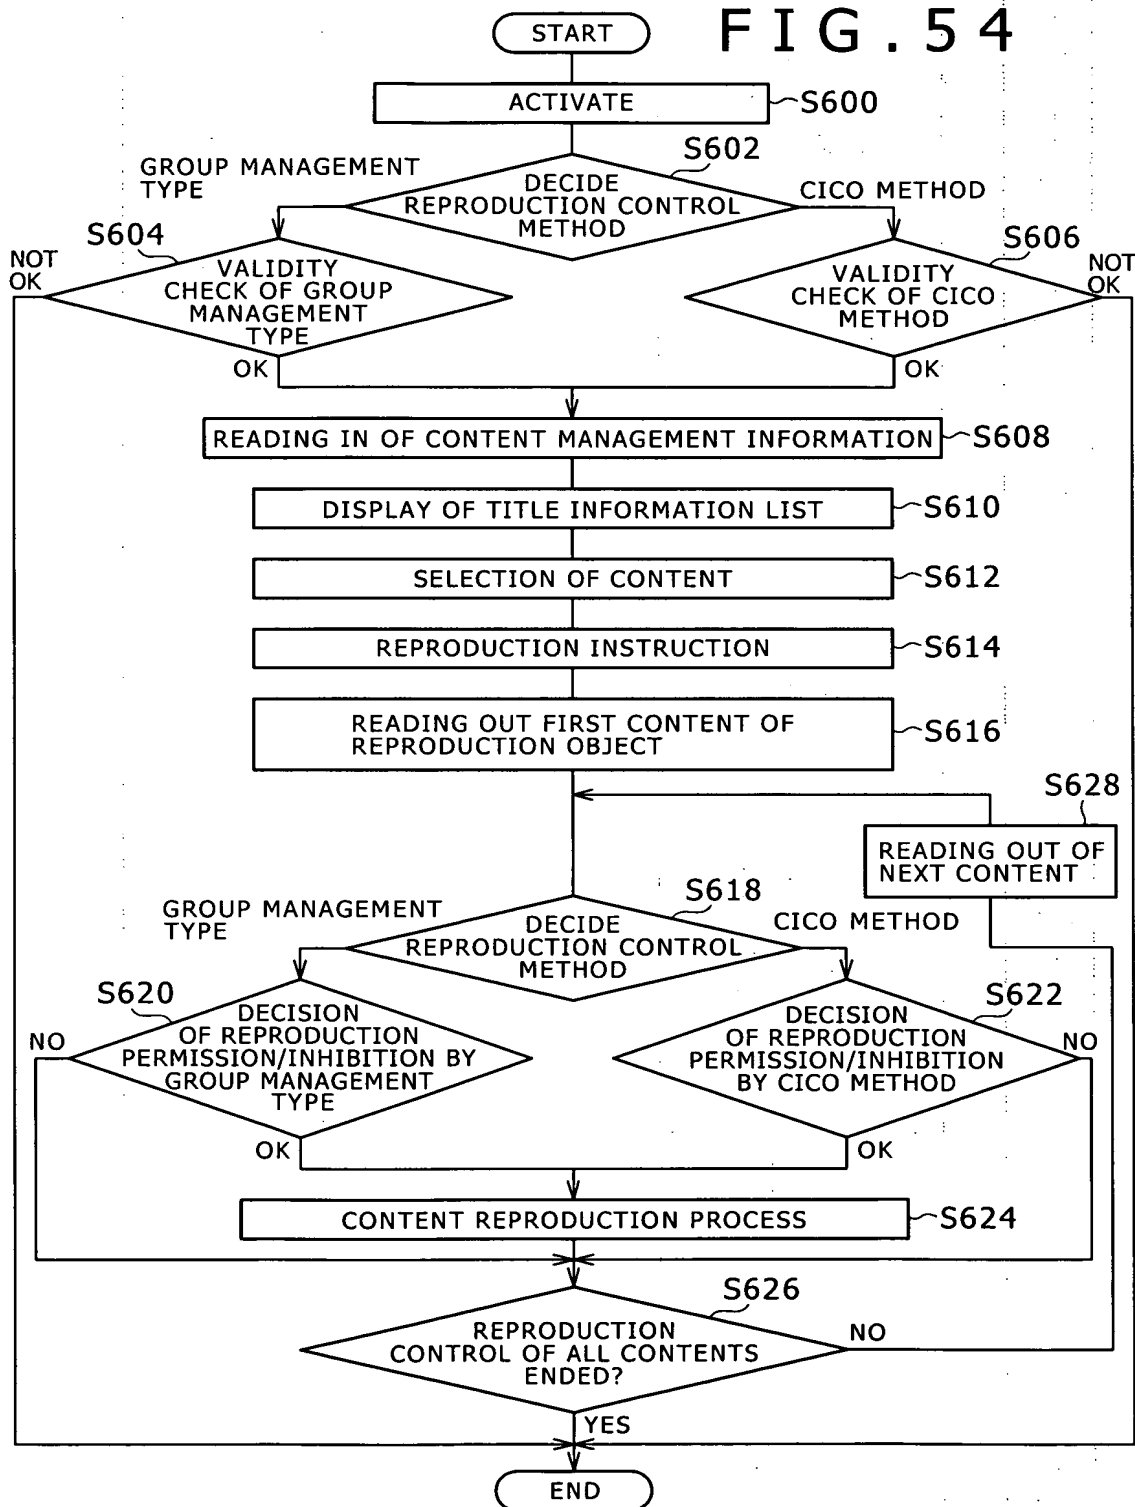 FIG.54
START
ACTIVATE
S600
S602
GROUP MANAGEMENT
TYPE
DECIDE
REPRODUCTION CONTROL
METHOD
CICO METHOD
S604
S606
NOT
OK
VALIDITY
CHECK OF GROUP
MANAGEMENT
TYPE
VALIDITY
CHECK OF CICO
METHOD
NOT
OK
OK
OK
READING IN OF CONTENT MANAGEMENT INFORMATION
S608
DISPLAY OF TITLE INFORMATION LIST
S610
SELECTION OF CONTENT
S612
REPRODUCTION INSTRUCTION
S614
READING OUT FIRST CONTENT OF
REPRODUCTION OBJECT
S616
S628
READING OUT OF
NEXT CONTENT
S618
GROUP MANAGEMENT
TYPE
DECIDE
REPRODUCTION CONTROL
METHOD
CICO METHOD
S620
S622
NO
DECISION
OF REPRODUCTION
PERMISSION/INHIBITION BY
GROUP MANAGEMENT
TYPE
DECISION
OF REPRODUCTION
PERMISSION/INHIBITION
BY CICO METHOD
NO
OK
OK
CONTENT REPRODUCTION PROCESS
S624
S626
REPRODUCTION
CONTROL OF ALL CONTENTS
ENDED?
NO
YES
END